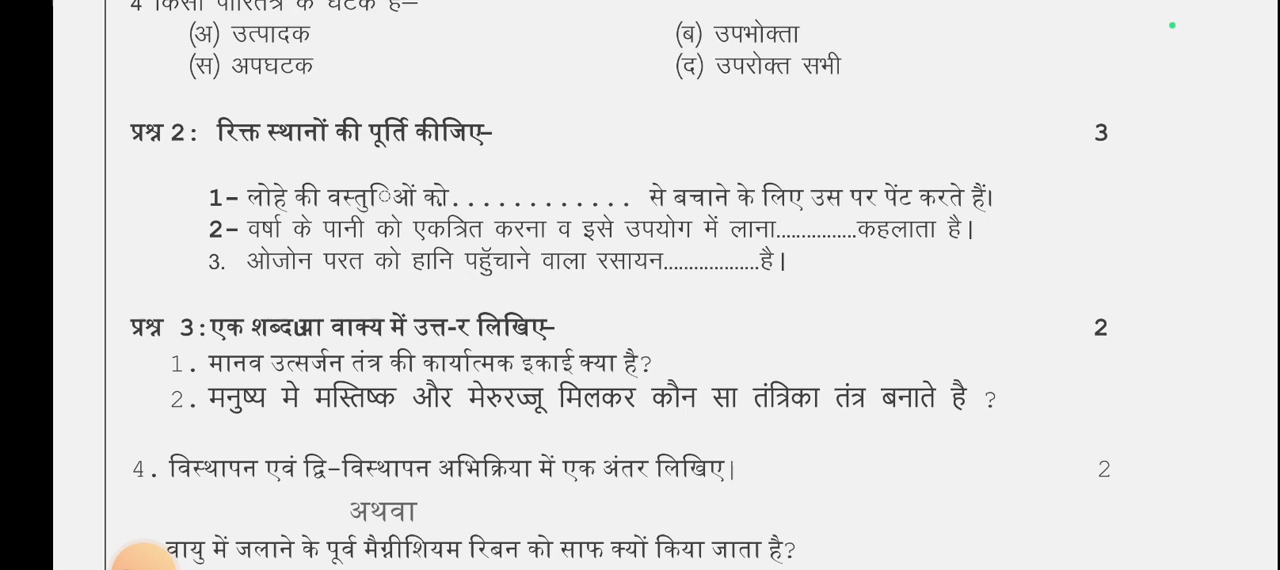 4 किसी पारितंत्र के घटक हैं–
(अ) उत्पादक (ब) उपभोक्ता
(स) अपघटक (द) उपरोक्त सभी
प्रश्न 2: रिक्त स्थानों की पूर्ति कीजिए- 3
1- लोहे की वस्तुिओं को............. से बचाने के लिए उस पर पेंट करते हैं।
2- वर्षा के पानी को एकत्रित करना व इसे उपयोग में लाना................कहलाता है।
3. ओजोन परत को हानि पहुँचाने वाला रसायन...................है।
प्रश्न 3:एक शब्द या वाक्य में उत्त-र लिखिए- 2
1. मानव उत्सर्जन तंत्र की कार्यात्मक इकाई क्या है?
2. मनुष्य मे मस्तिष्क और मेरुरज्जू मिलकर कौन सा तंत्रिका तंत्र बनाते है ?
4. विस्थापन एवं द्वि-विस्थापन अभिक्रिया में एक अंतर लिखिए| 2
अथवा
वायु में जलाने के पूर्व मैग्नीशियम रिबन को साफ क्यों किया जाता है?